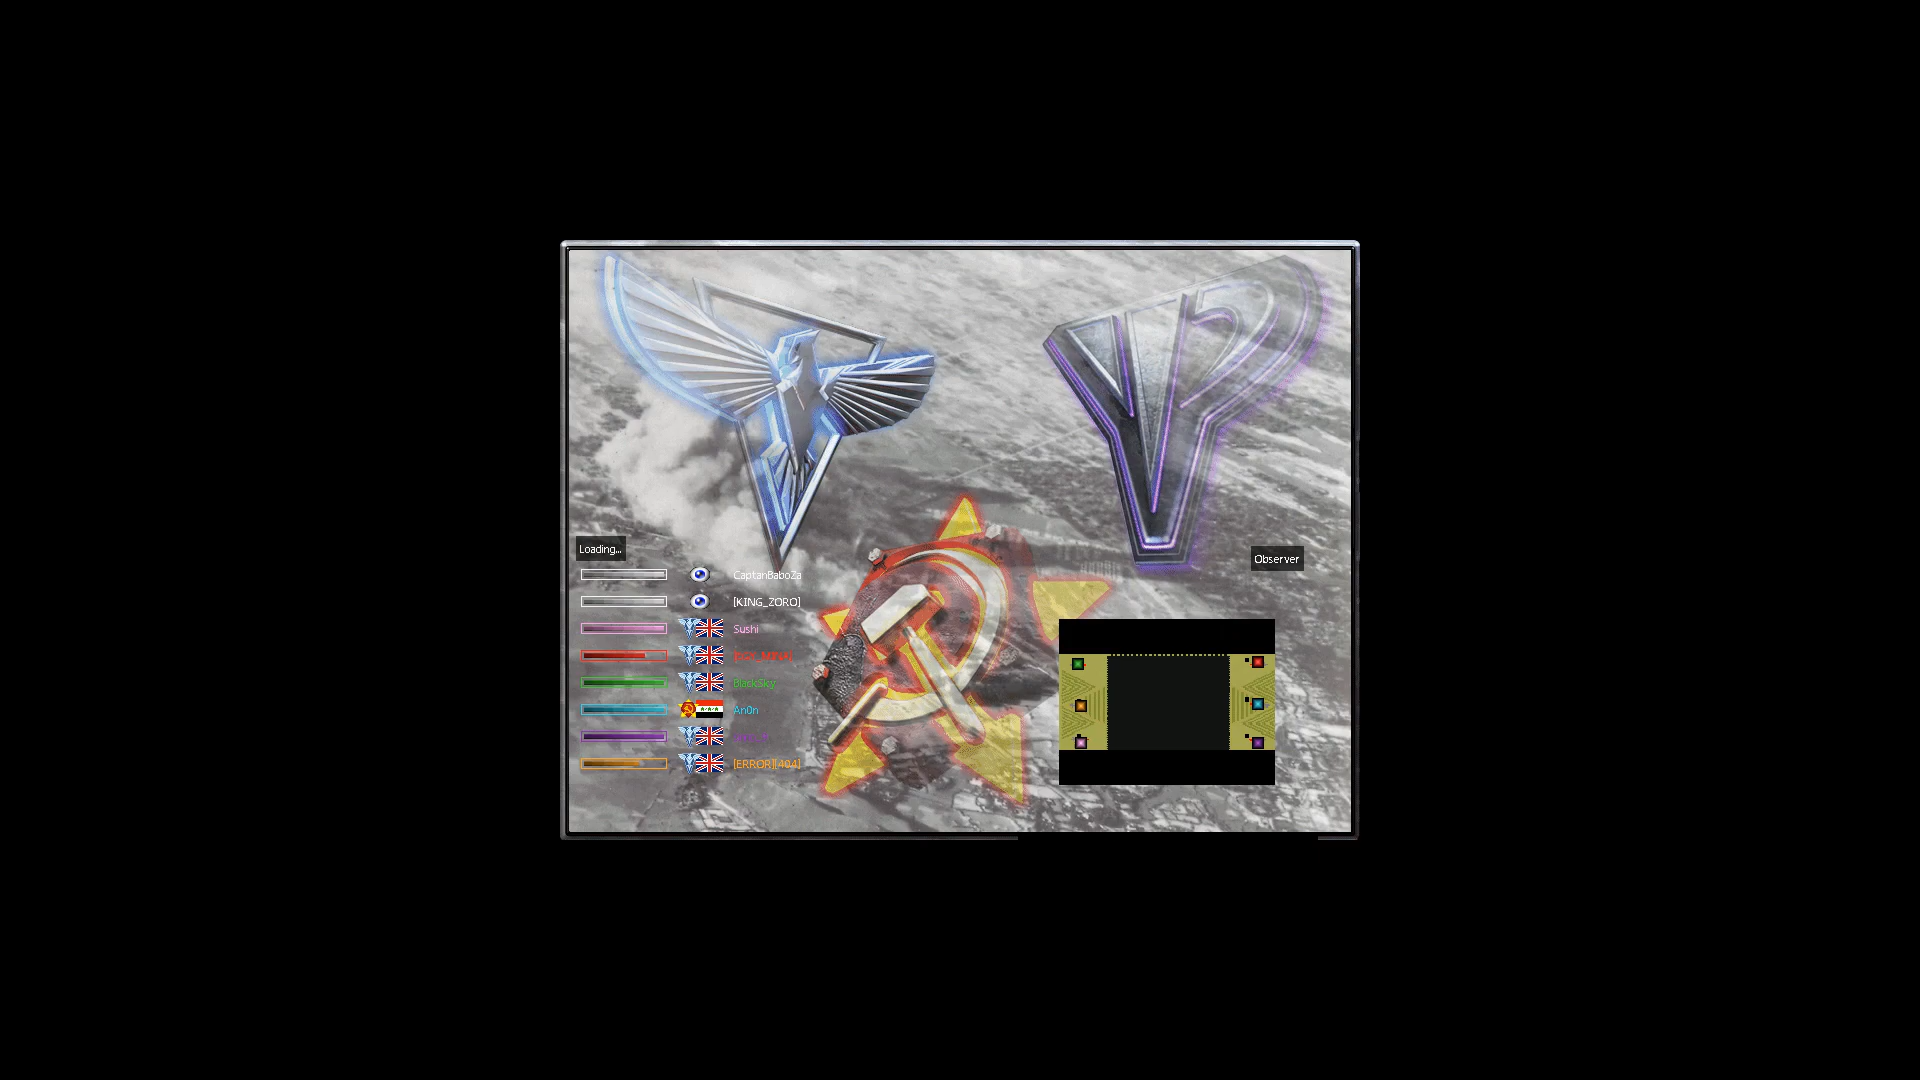 Loading...
Observer
CaptanBaboZa
[KING_ZORO]
Sushi
BlackSky
An0n
[ERROR][404]